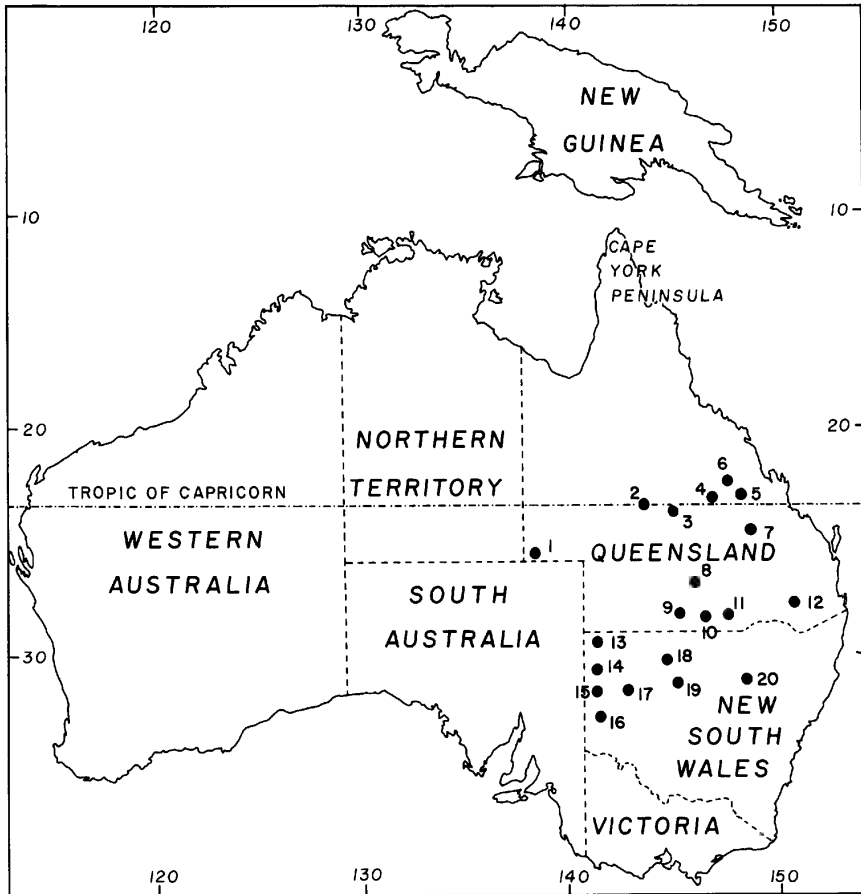 120
130
140
150
NEW
GUINEA
10
10
CAPE
YORK
PENINSULA
20
20
NORTHERN
TERRITORY
TROPIC OF CAPRICORN
6
2
4
5
3
7
WESTERN
AUSTRALIA
1
QUEENSLAND
8
SOUTH
AUSTRALIA
9
10
11
12
30
13
18
14
15
17
19
20
16
NEW
SOUTH
WALES
VICTORIA
120
130
140
150